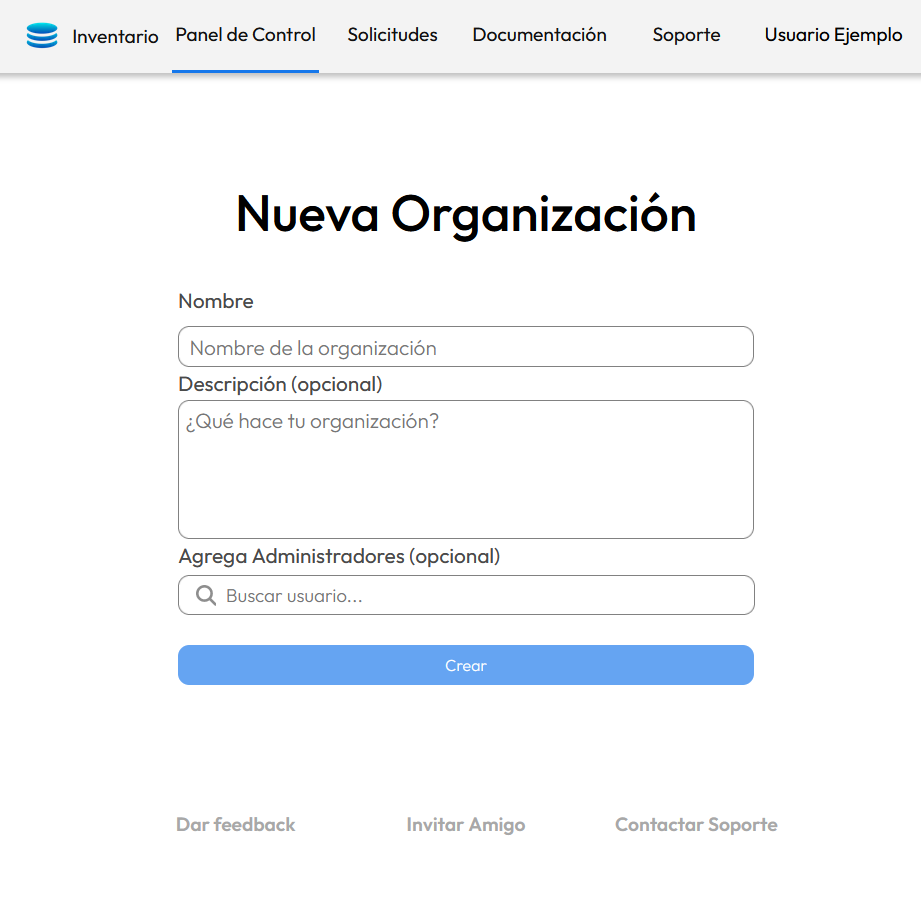 Inventario Panel de Control Solicitudes Documentación Soporte Usuario Ejemplo
Nueva Organización
Nombre
Nombre de la organización
Descripción (opcional)
¿Qué hace tu organización?
Agrega Administradores (opcional)
Buscar usuario...
Crear
Dar feedback Invitar Amigo Contactar Soporte